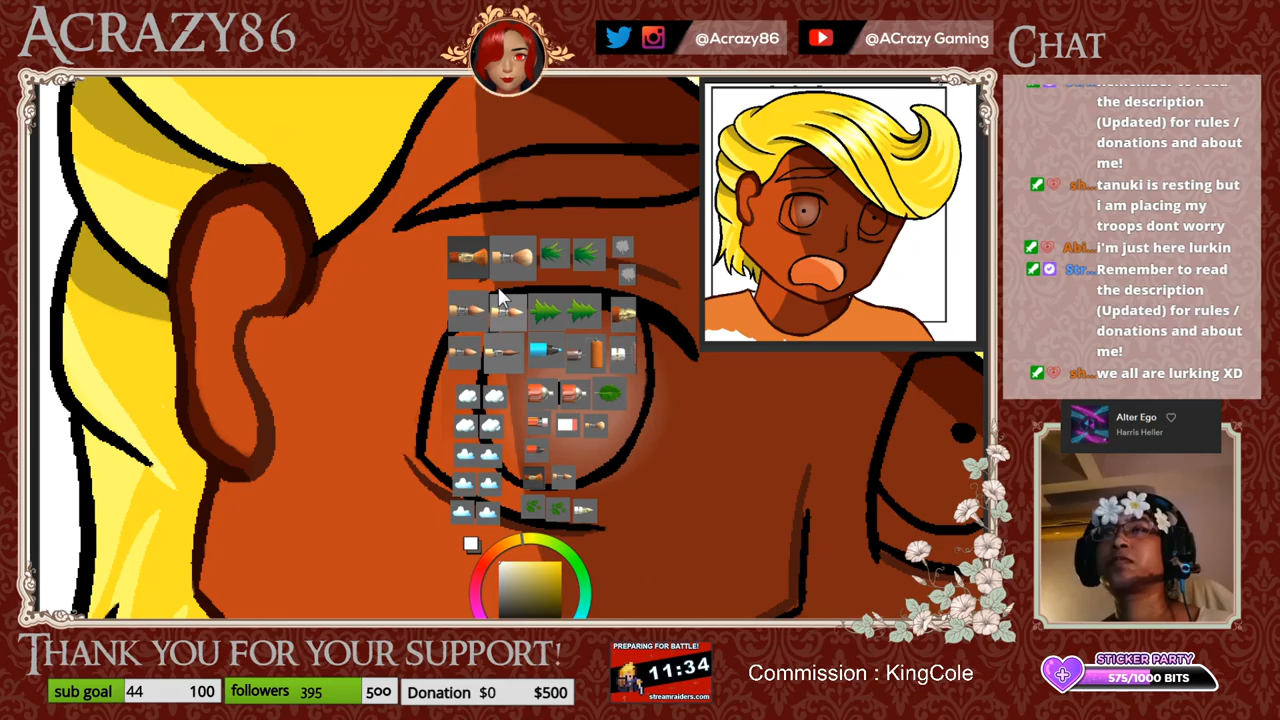 ACRAZY86
@Acrazy86
@ACrazy Gaming
CHAT
the description
(Updated) for rules /
donations and about
me!
sh... tanuki is resting but
i am placing my
troops dont worry
Abi... i'm just here lurkin
Str... Remember to read
the description
(Updated) for rules /
donations and about
me!
sh... we all are lurking XD
Alter Ego
Harris Heller
THANK YOU FOR YOUR SUPPORT!
sub goal 44 100
followers 395 500
Donation $0 $500
PREPARING FOR BATTLE!
11:34
streamraiders.com
Commission : KingCole
STICKER PARTY
575/1000 BITS